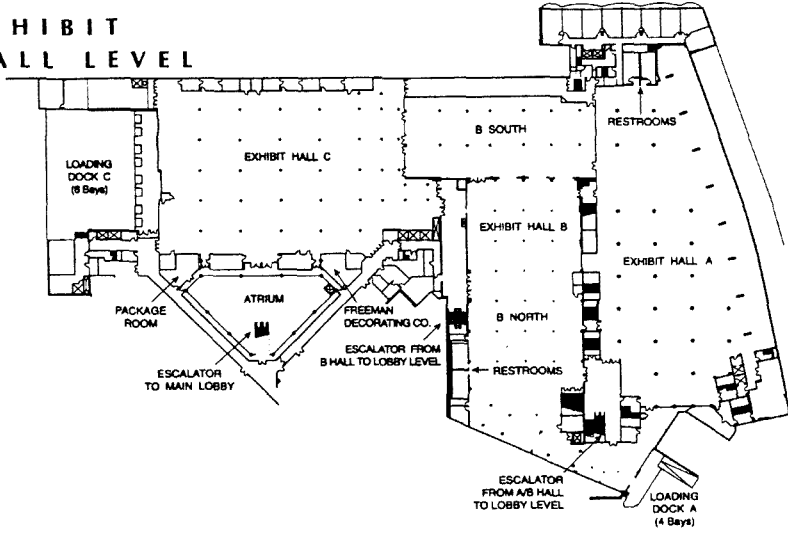 HIBIT
ALL LEVEL
RESTROOMS
B SOUTH
EXHIBIT HALL C
LOADING
DOCK C
(6 Bays)
EXHIBIT HALL B
EXHIBIT HALL A
PACKAGE
ROOM
ATRIUM
FREEMAN
DECORATING CO.
B NORTH
ESCALATOR FROM
B HALL TO LOBBY LEVEL
ESCALATOR
TO MAIN LOBBY
RESTROOMS
ESCALATOR
FROM A/B HALL
TO LOBBY LEVEL
LOADING
DOCK A
(4 Bays)